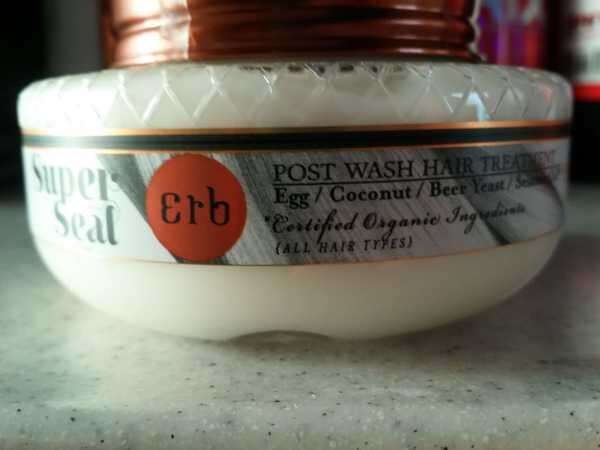 Super
Seal
Erb
POST WASH HAIR TREATMENT
Egg / Coconut / Beer Yeast /
"Certified Organic Ingredients
(ALL HAIR TYPES)